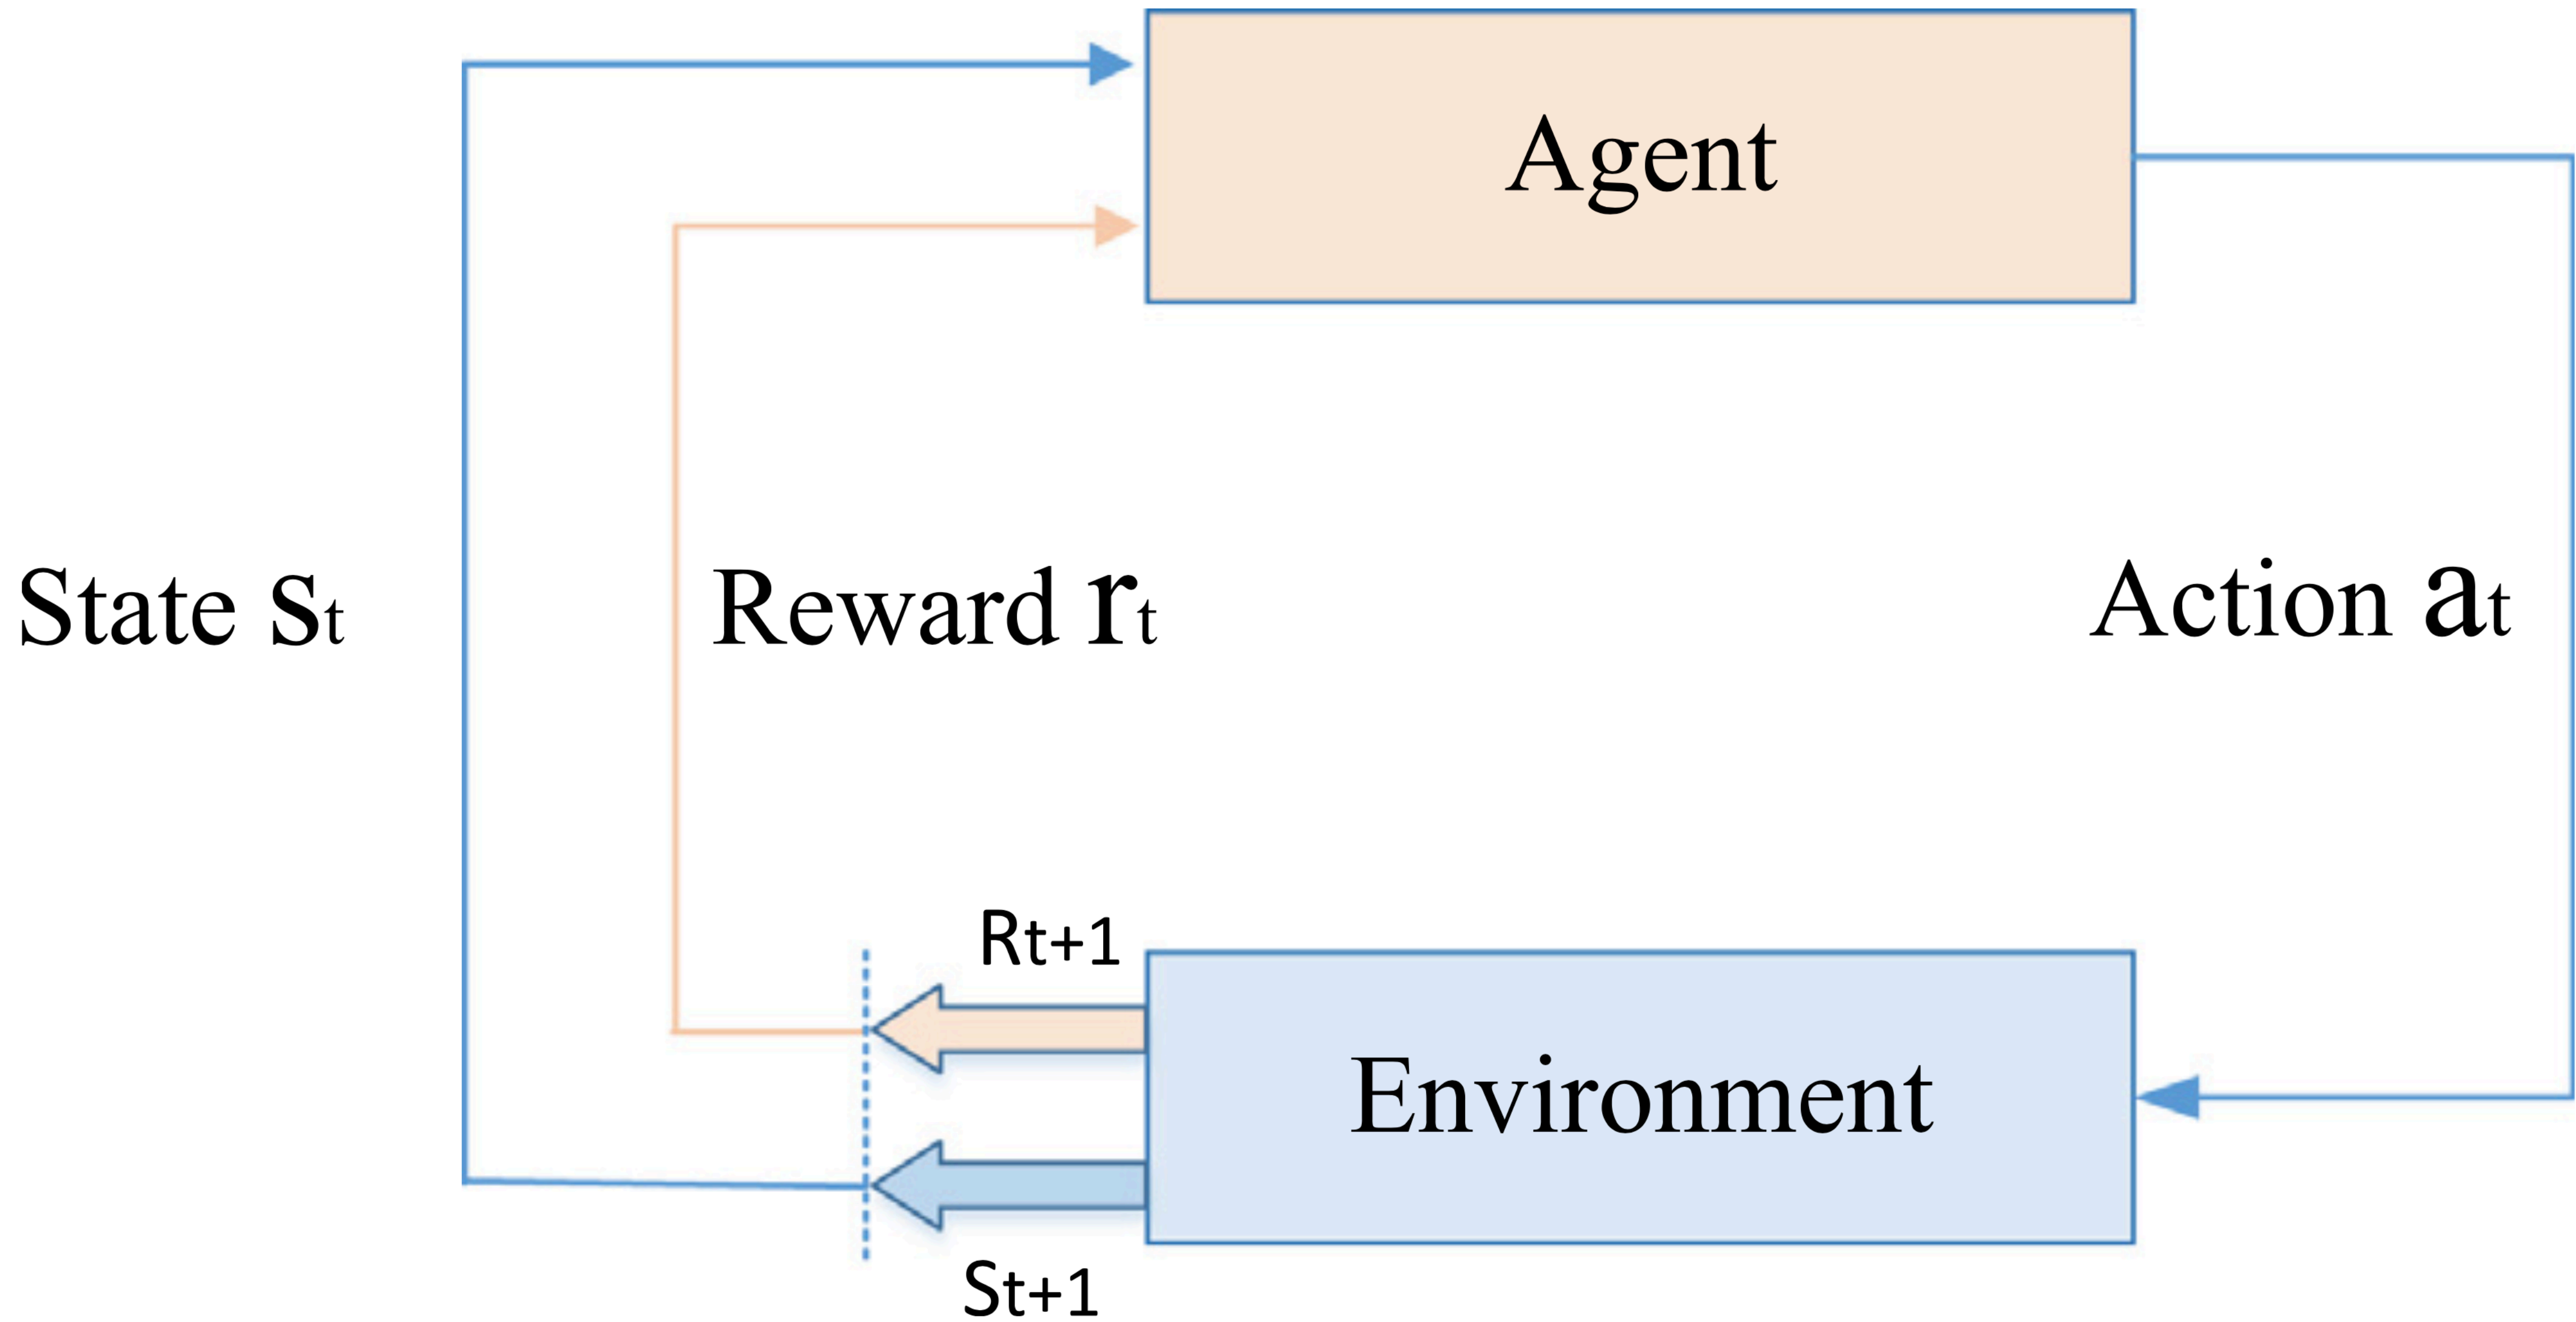 Agent
State st
Reward rt
Action at
Rt+1
Environment
St+1